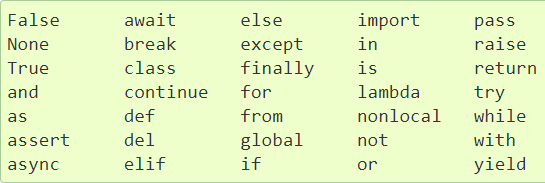 False      await      else       import     pass
None       break      except     in         raise
True       class      finally    is         return
and        continue   for        lambda     try
as         def        from       nonlocal   while
assert     del        global     not        with
async      elif       if         or         yield